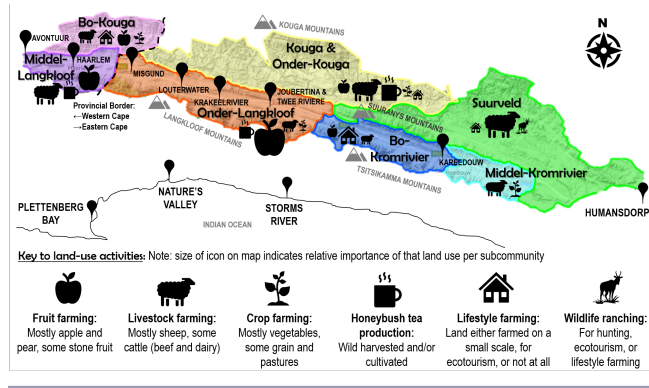 Bo-Kouga
N
AVONTUUR
KOUGA MOUNTAINS
HAARLEM
Middel-
Langkloof
Kouga &
Onder-Kouga
MISGUND
LOUTERWATER
KRAKEELRIVIER
JOUBERTINA &
TWEE RIVIERE
Suurveld
Provincial Border:
←Western Cape
→Eastern Cape
Onder-Langkloof
SUURANYS MOUNTAINS
LANGKLOOF MOUNTAINS
Bo-
Kromrivier
KAREEDOUW
TSITSIKAMMA MOUNTAINS
Middel-Kromrivier
NATURE'S
VALLEY
PLETTENBERG
BAY
STORMS
RIVER
HUMANSDORP
INDIAN OCEAN
Key to land-use activities: Note: size of icon on map indicates relative importance of that land use per subcommunity
Fruit farming:
Mostly apple and
pear, some stone fruit
Livestock farming:
Mostly sheep, some
cattle (beef and dairy)
Crop farming:
Mostly vegetables,
some grain and
pastures
Honeybush tea
production:
Wild harvested and/or
cultivated
Lifestyle farming:
Land either farmed on a
small scale, for
ecotourism, or not at all
Wildlife ranching:
For hunting,
ecotourism, or
lifestyle farming